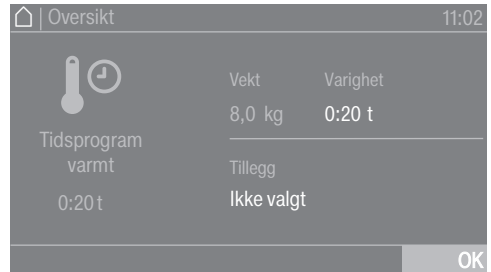 | Oversikt 11:02
Tidsprogram
varmt
0:20 t
Vekt Varighet
8,0 kg 0:20 t
Tillegg
Ikke valgt
OK